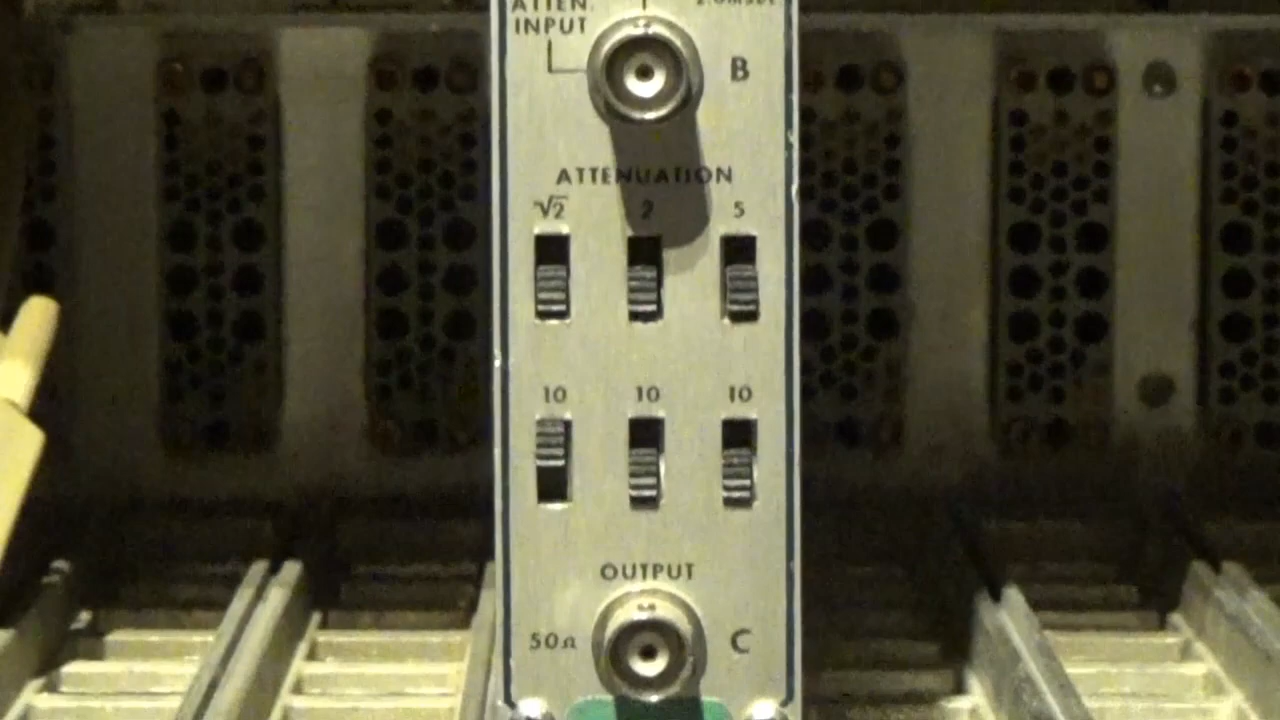 ATTEN.
INPUT
B
ATTENUATION
√2 2 5
10 10 10
OUTPUT
50Ω C